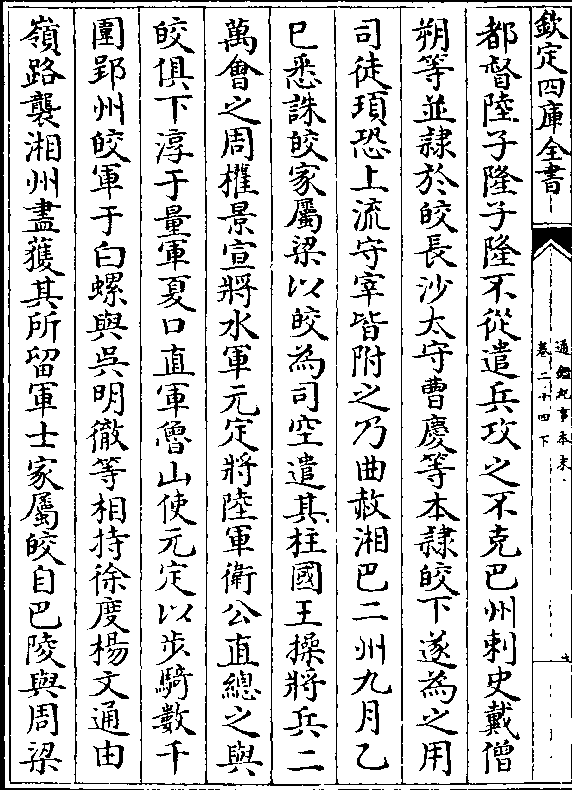 欽定四庫全書
通鑑紀事本末
卷二十四下
都督陸子隆子隆不從遣兵攻之不克巴州刺史戴僧
朔等並隷於皎長沙太守曹慶等本隷皎下遂為之用
司徒頊恐上流守宰皆附之乃曲赦湘巴二州九月乙
巳悉誅皎家屬梁以皎為司空遣其柱國王操將兵二
萬會之周權景宣將水軍元定將陸軍衛公直總之與
皎俱下淳于量軍夏口直軍魯山使元定以步騎數千
圍郢州皎軍于白螺與吳明徹等相持徐度楊文通由
嶺路襲湘州盡獲其所留軍士家屬皎自巴陵與周梁